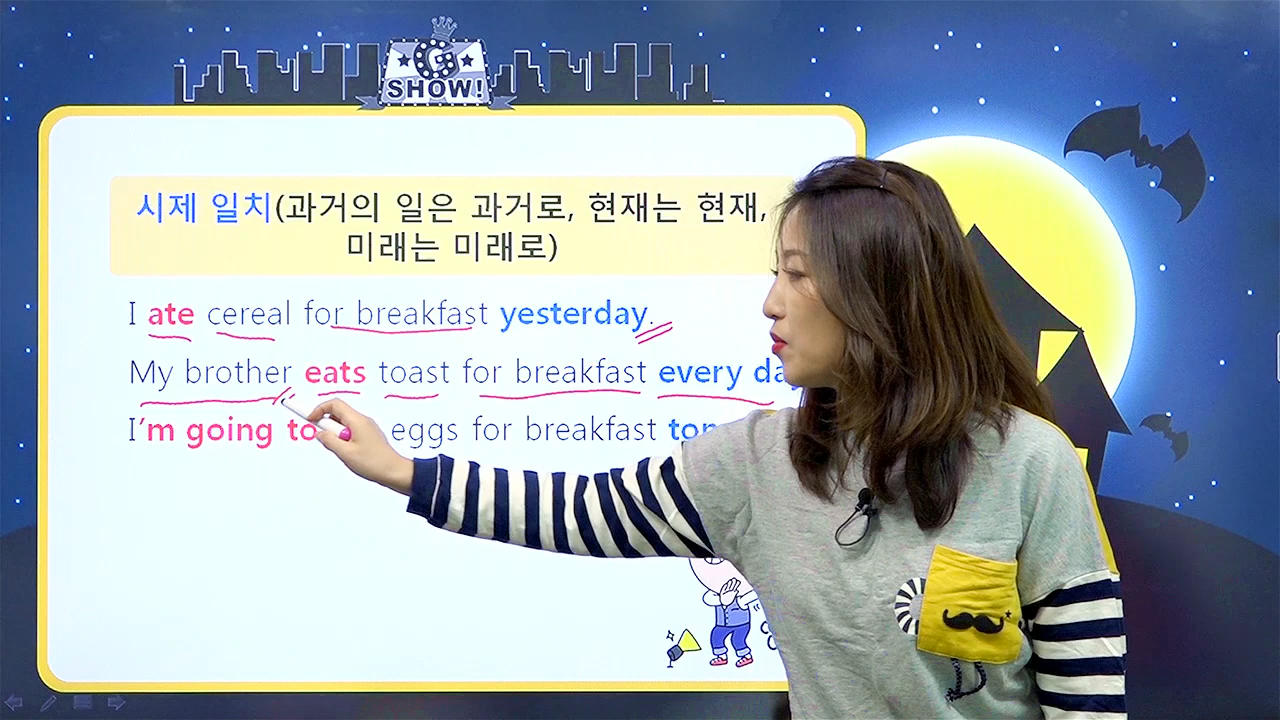 G
SHOW!
시제 일치(과거의 일은 과거로, 현재는 현재,
미래는 미래로)
I ate cereal for breakfast yesterday.
My brother eats toast for breakfast every
I'm going to eggs for breakfast